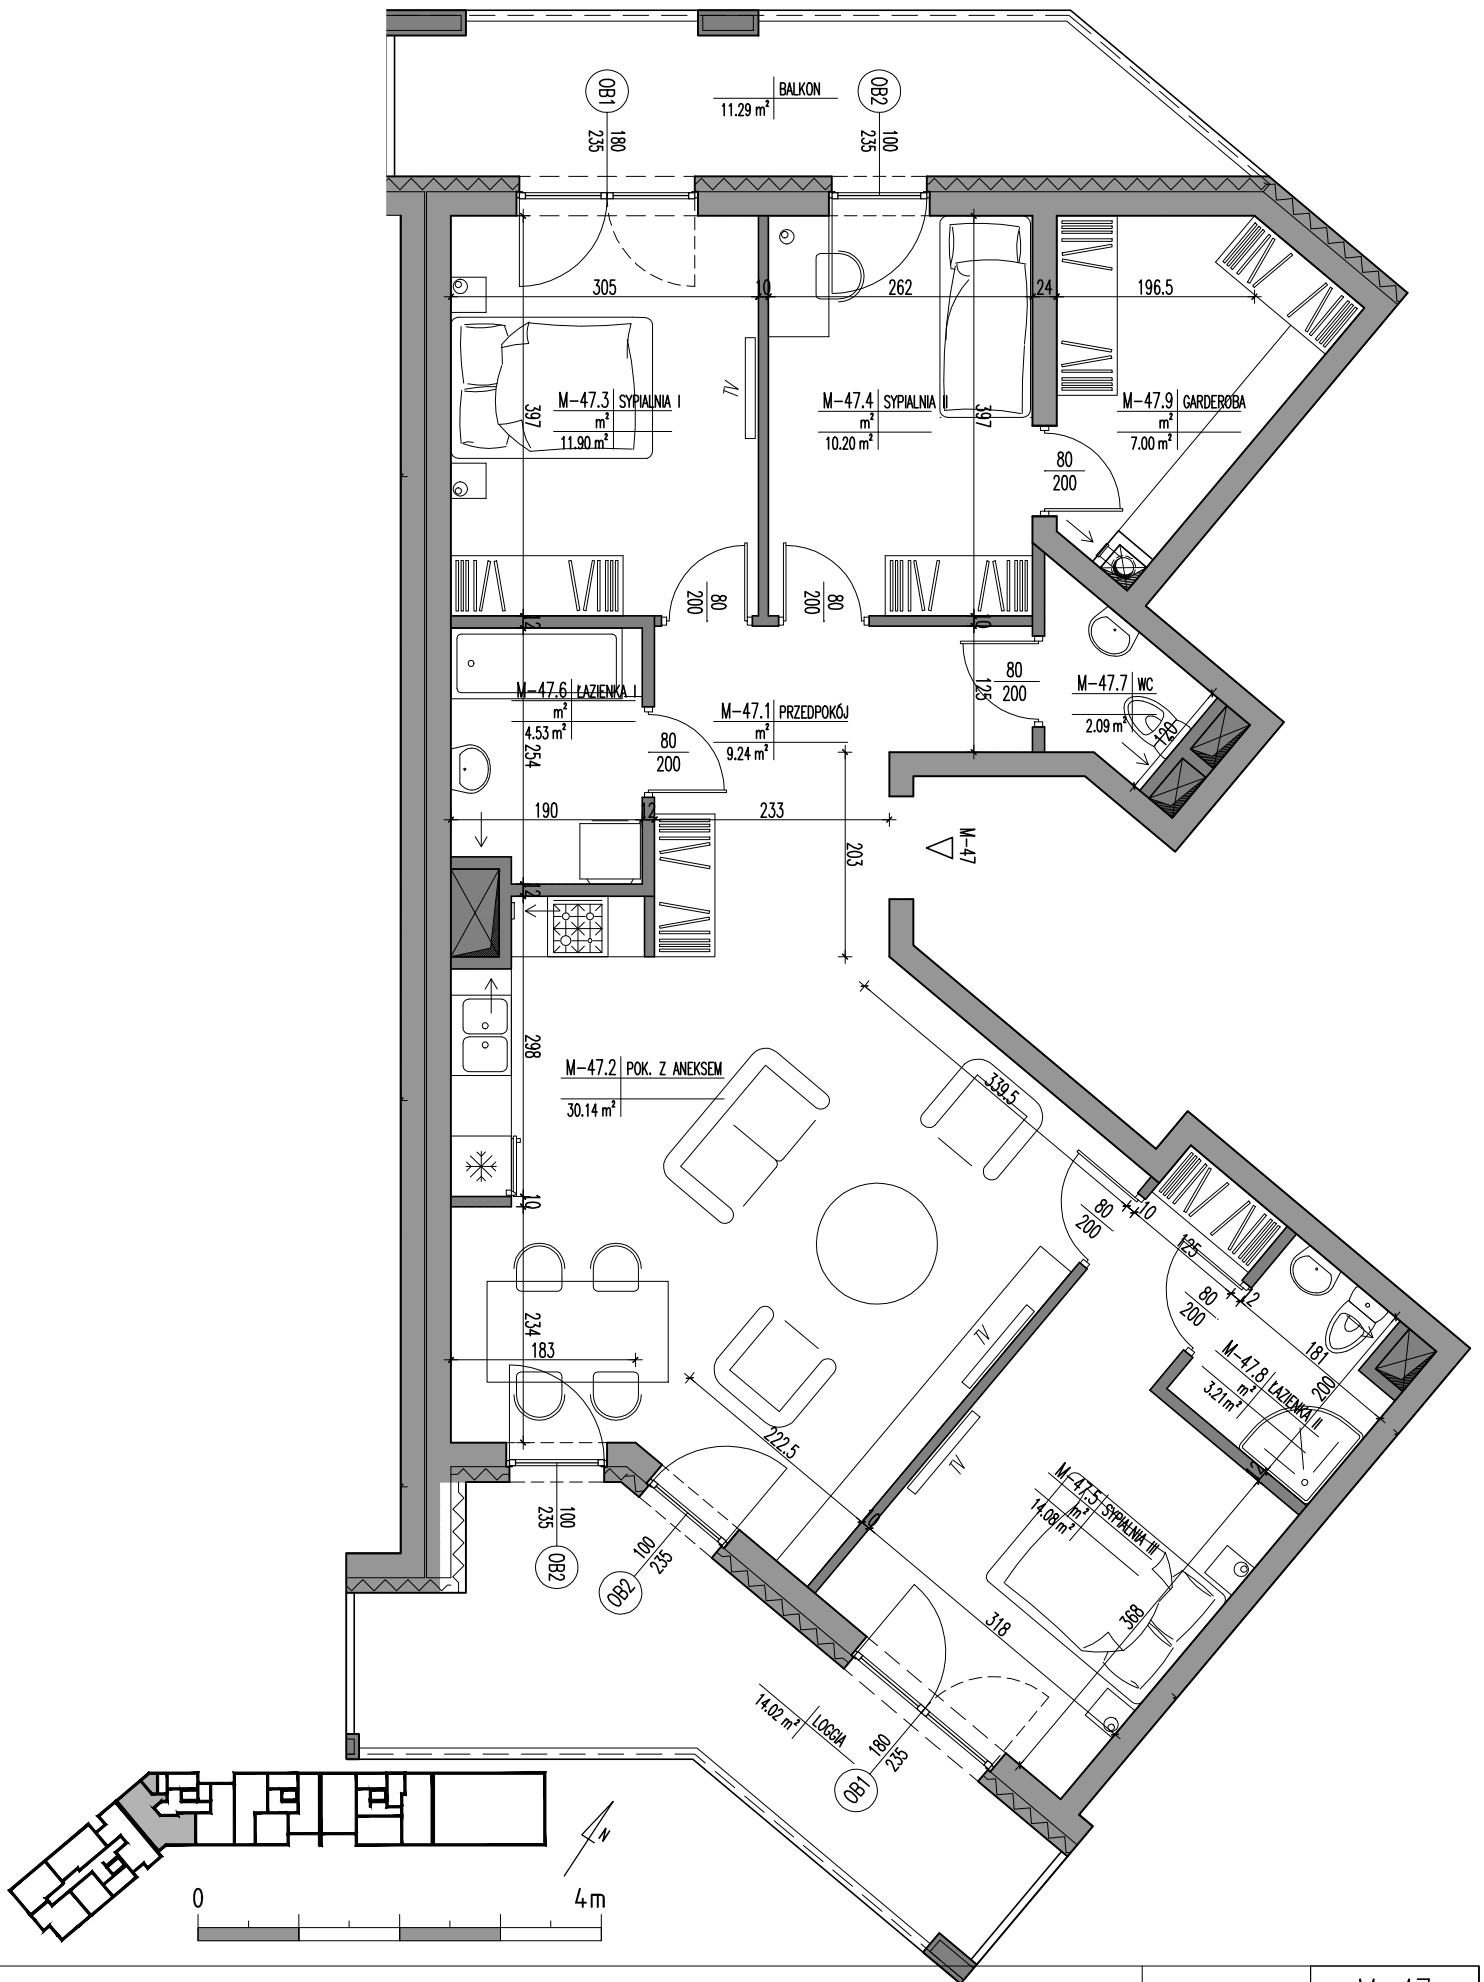 OB1
180
235
BALKON
11.29 m²
OB2
100
235
305
10
262
24
196.5
TV
M-47.3 SYPIALNIA I
m²
11.90 m²
397
M-47.4 SYPIALNIA II
m²
10.20 m²
397
M-47.9 GARDEROBA
m²
7.00 m²
80
200
80
200
80
200
12
10
M-47.6 ŁAZIENKA I
m²
4.53 m²
254
M-47.1 PRZEDPOKÓJ
m²
9.24 m²
125
80
200
M-47.7 WC
2.09 m²
120
80
200
190
12
233
203
M-47
12
298
M-47.2 POK. Z ANEKSEM
30.14 m²
339.5
10
80
200
10
125
80
200
12
181
200
M-47.8 ŁAZIENKA II
m²
3.21 m²
TV
234
183
222.5
TV
12
M-47.5 SYPIALNIA III
m²
14.08 m²
10
100
235
OB2
100
235
OB2
318
368
LOGGIA
14.02 m²
180
235
OB1
N
0
4m
M-47